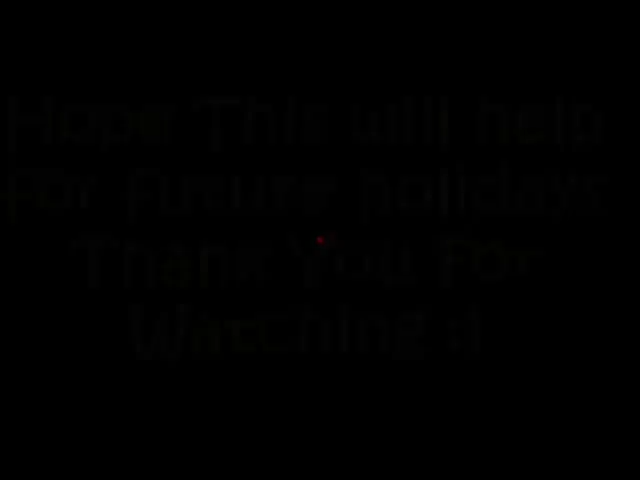 Hope This will help
For future holidays
Thank You For
Watching :)